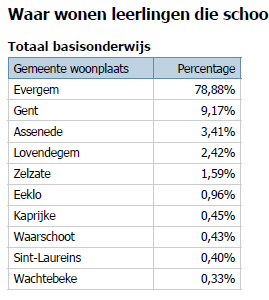 Waar wonen leerlingen die schoo
Totaal basisonderwijs
Gemeente woonplaats Percentage
Evergem 78,88%
Gent 9,17%
Assenede 3,41%
Lovendegem 2,42%
Zelzate 1,59%
Eeklo 0,96%
Kaprijke 0,45%
Waarschoot 0,43%
Sint-Laureins 0,40%
Wachtebeke 0,33%